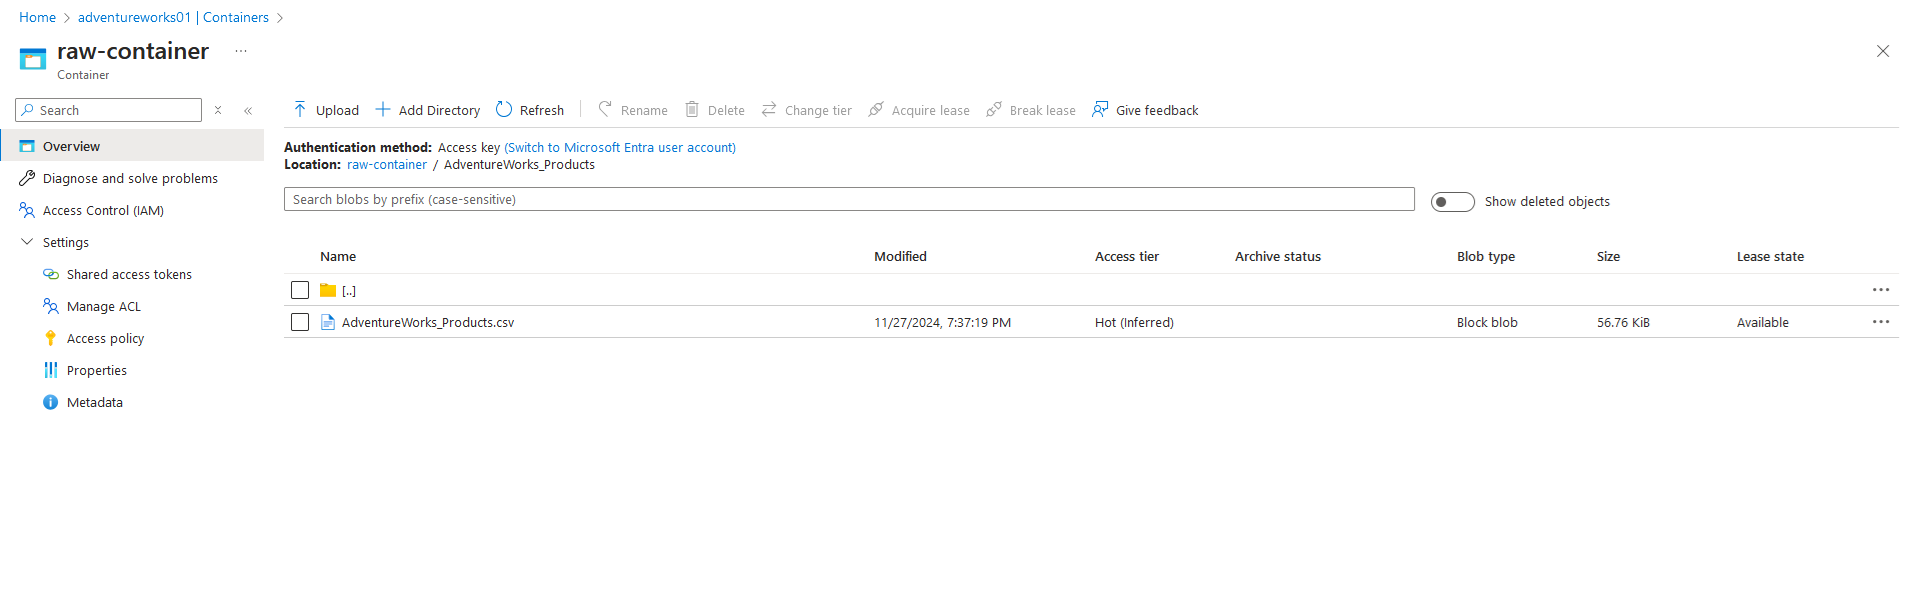 Home > adventureworks01 | Containers >
raw-container ...
Container
Search
Overview
Diagnose and solve problems
Access Control (IAM)
Settings
Shared access tokens
Manage ACL
Access policy
Properties
Metadata
Upload Add Directory Refresh Rename Delete Change tier Acquire lease Break lease Give feedback
Authentication method: Access key (Switch to Microsoft Entra user account)
Location: raw-container / AdventureWorks_Products
Search blobs by prefix (case-sensitive)
Show deleted objects
Name Modified Access tier Archive status Blob type Size Lease state
[..]
AdventureWorks_Products.csv 11/27/2024, 7:37:19 PM Hot (Inferred) Block blob 56.76 KiB Available